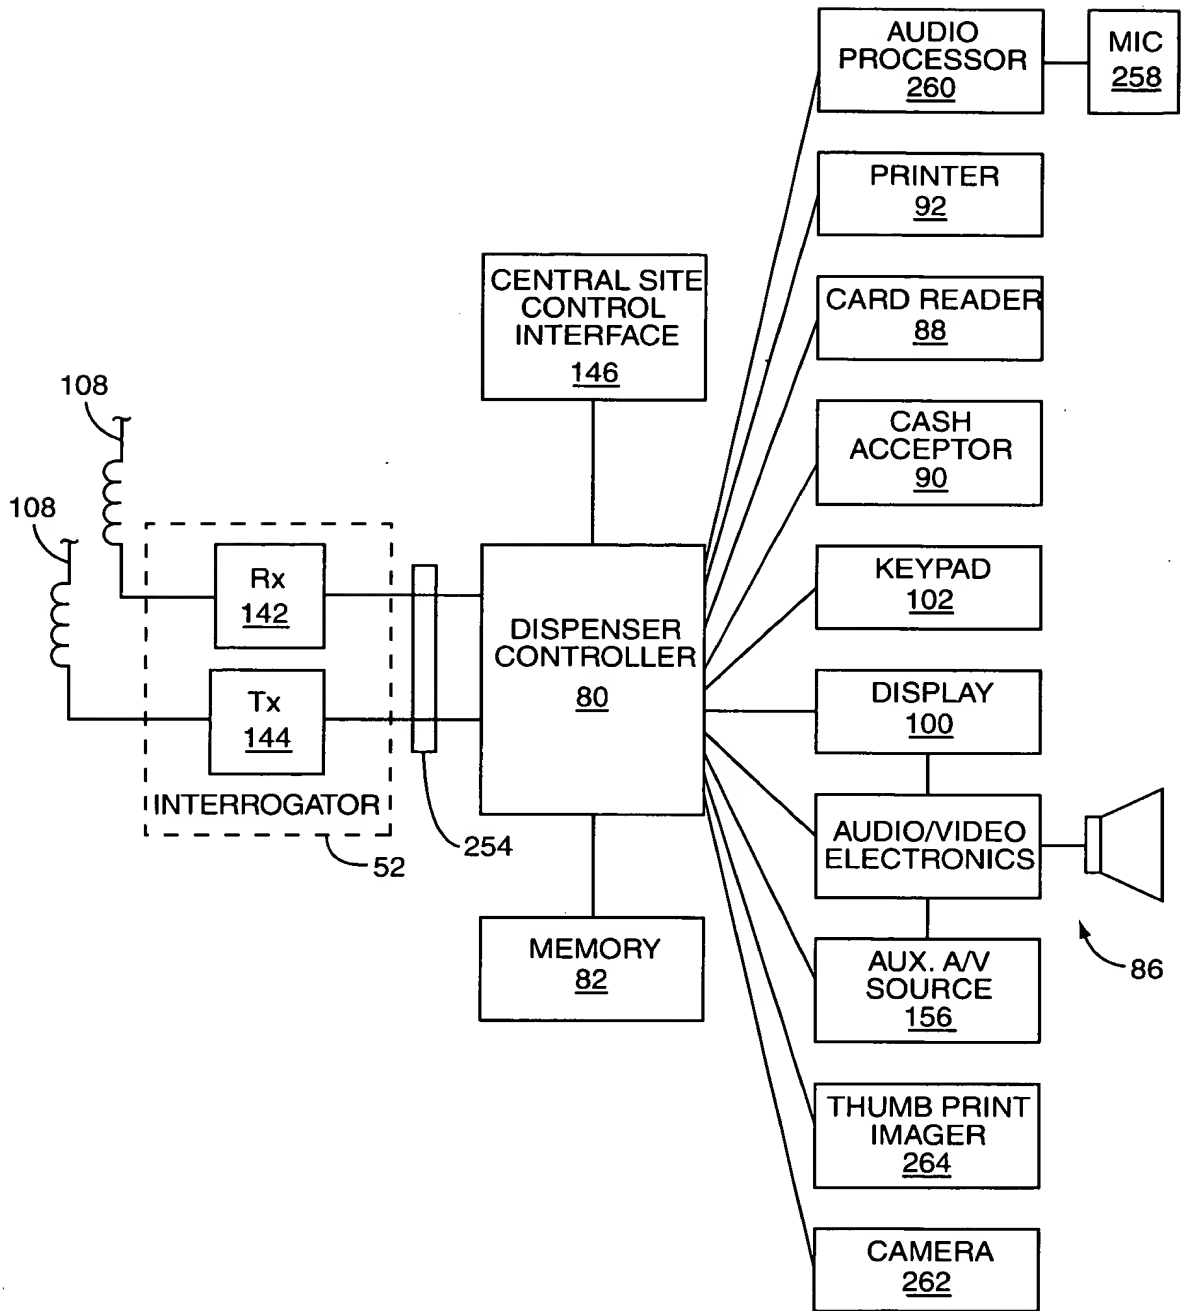 AUDIO
PROCESSOR
260
MIC
258
PRINTER
92
CENTRAL SITE
CONTROL
INTERFACE
146
CARD READER
88
108
108
CASH
ACCEPTOR
90
Rx
142
KEYPAD
102
DISPENSER
CONTROLLER
80
Tx
144
DISPLAY
100
INTERROGATOR
52
254
AUDIO/VIDEO
ELECTRONICS
86
MEMORY
82
AUX. A/V
SOURCE
156
THUMB PRINT
IMAGER
264
CAMERA
262